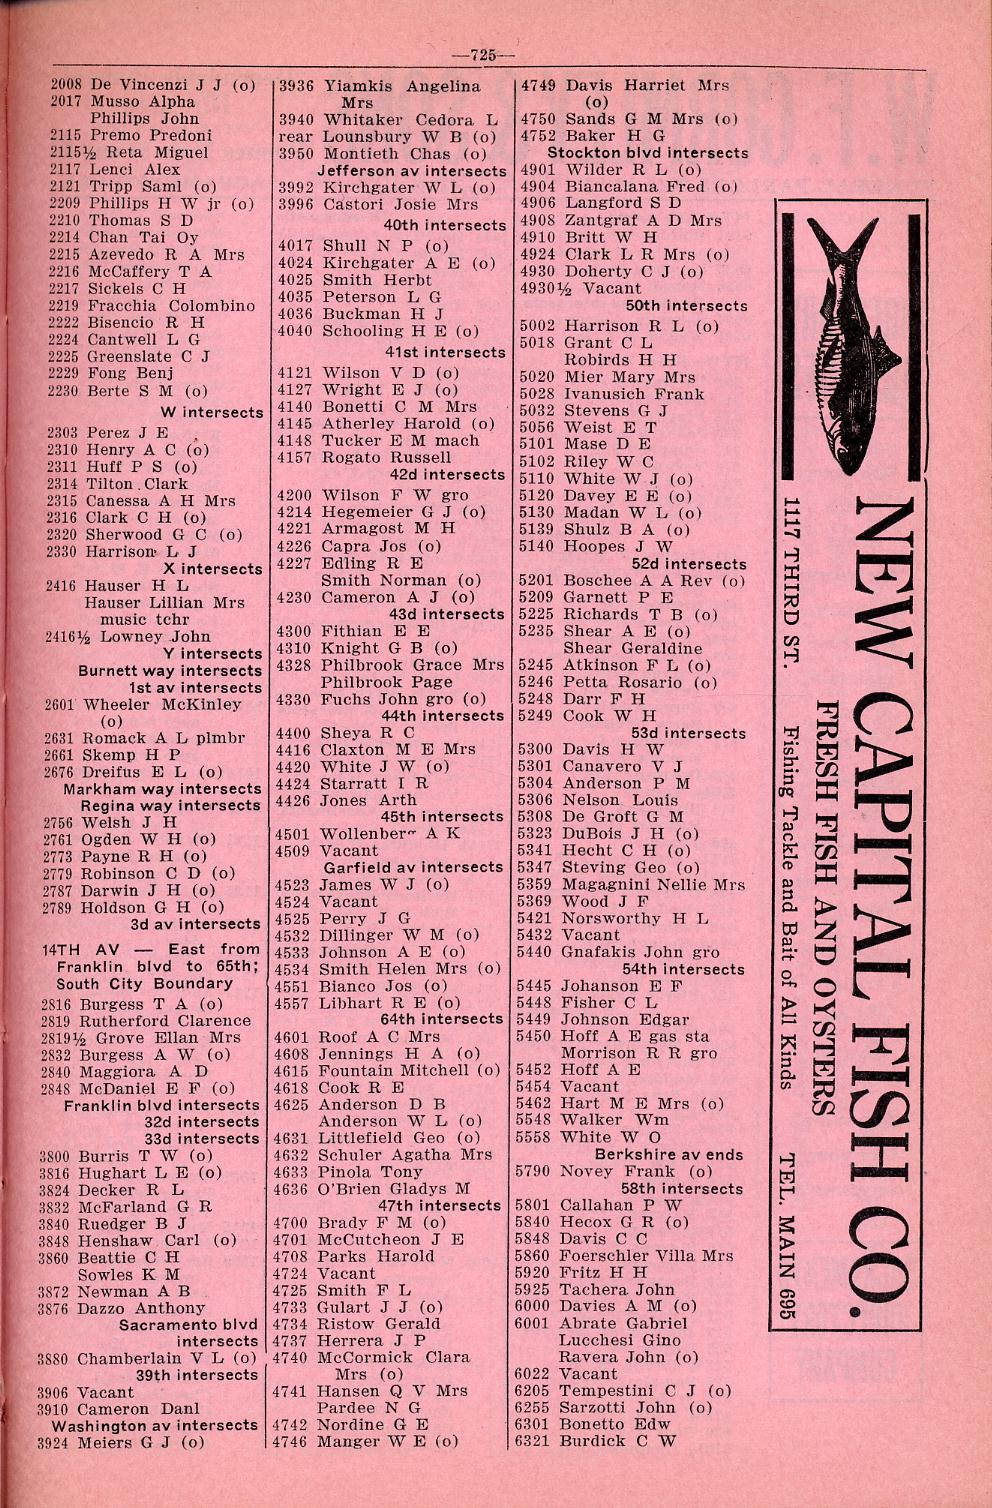 —725—
2008 De Vincenzi J J (o)
2017 Musso Alpha
Phillips John
2115 Premo Predoni
2115½ Reta Miguel
2117 Lenci Alex
2121 Tripp Saml (o)
2209 Phillips H W jr (o)
2210 Thomas S D
2214 Chan Tai Oy
2215 Azevedo R A Mrs
2216 McCaffery T A
2217 Sickels C H
2219 Fracchia Colombino
2222 Bisencio R H
2224 Cantwell L G
2225 Greenslate C J
2229 Fong Benj
2230 Berte S M (o)
W intersects
2303 Perez J E
2310 Henry A C (o)
2311 Huff P S (o)
2314 Tilton Clark
2315 Canessa A H Mrs
2316 Clark C H (o)
2320 Sherwood G C (o)
2330 Harrison L J
X intersects
2416 Hauser H L
Hauser Lillian Mrs
music tchr
2416½ Lowney John
Y intersects
Burnett way intersects
1st av intersects
2601 Wheeler McKinley
(o)
2631 Romack A L plmbr
2661 Skemp H P
2676 Dreifus E L (o)
Markham way intersects
Regina way intersects
2756 Welsh J H
2761 Ogden W H (o)
2773 Payne R H (o)
2779 Robinson C D (o)
2787 Darwin J H (o)
2789 Holdson G H (o)
3d av intersects
14TH AV — East from
Franklin blvd to 65th;
South City Boundary
2816 Burgess T A (o)
2819 Rutherford Clarence
2819½ Grove Ellan Mrs
2832 Burgess A W (o)
2840 Maggiora A D
2848 McDaniel E F (o)
Franklin blvd intersects
32d intersects
33d intersects
3800 Burris T W (o)
3816 Hughart L E (o)
3824 Decker R L
3832 McFarland G R
3840 Ruedger B J
3848 Henshaw Carl (o)
3860 Beattie C H
Sowles K M
3872 Newman A B
3876 Dazzo Anthony
Sacramento blvd
intersects
3880 Chamberlain V L (o)
39th intersects
3906 Vacant
3910 Cameron Danl
Washington av intersects
3924 Meiers G J (o)
3936 Yiamkis Angelina
Mrs
3940 Whitaker Cedora L
rear Lounsbury W B (o)
3950 Montieth Chas (o)
Jefferson av intersects
3992 Kirchgater W L (o)
3996 Castori Josie Mrs
40th intersects
4017 Shull N P (o)
4024 Kirchgater A E (o)
4025 Smith Herbt
4035 Peterson L G
4036 Buckman H J
4040 Schooling H E (o)
41st intersects
4121 Wilson V D (o)
4127 Wright E J (o)
4140 Bonetti C M Mrs
4145 Atherley Harold (o)
4148 Tucker E M mach
4157 Rogato Russell
42d intersects
4200 Wilson F W gro
4214 Hegemeier G J (o)
4221 Armagost M H
4226 Capra Jos (o)
4227 Edling R E
Smith Norman (o)
4230 Cameron A J (o)
43d intersects
4300 Fithian E E
4310 Knight G B (o)
4328 Philbrook Grace Mrs
Philbrook Page
4330 Fuchs John gro (o)
44th intersects
4400 Sheya R C
4416 Claxton M E Mrs
4420 White J W (o)
4424 Starratt I R
4426 Jones Arth
45th intersects
4501 A K
4509 Vacant
Garfield av intersects
4523 James W J (o)
4524 Vacant
4525 Perry J G
4532 Dillinger W M (o)
4533 Johnson A E (o)
4534 Smith Helen Mrs (o)
4551 Bianco Jos (o)
4557 Libhart R E (o)
64th intersects
4601 Roof A C Mrs
4608 Jennings H A (o)
4615 Fountain Mitchell (o)
4618 Cook R E
4625 Anderson D B
Anderson W L (o)
4631 Littlefield Geo (o)
4632 Schuler Agatha Mrs
4633 Pinola Tony
4636 O'Brien Gladys M
47th intersects
4700 Brady F M (o)
4701 McCutcheon J E
4708 Parks Harold
4724 Vacant
4725 Smith F L
4733 Gulart J J (o)
4734 Ristow Gerald
4737 Herrera J P
4740 McCormick Clara
Mrs (o)
4741 Hansen Q V Mrs
Pardee N G
4742 Nordine G E
4746 Manger W E (o)
4749 Davis Harriet Mrs
(o)
4750 Sands G M Mrs (o)
4752 Baker H G
Stockton blvd intersects
4901 Wilder R L (o)
4904 Biancalana Fred (o)
4906 Langford S D
4908 Zantgraf A D Mrs
4910 Britt W H
4924 Clark L R Mrs (o)
4930 Doherty C J (o)
4930½ Vacant
50th intersects
5002 Harrison R L (o)
5018 Grant C L
Robirds H H
5020 Mier Mary Mrs
5028 Ivanusich Frank
5032 Stevens G J
5056 Weist E T
5101 Mase D E
5102 Riley W C
5110 White W J (o)
5120 Davey E E (o)
5130 Madan W L (o)
5139 Shulz B A (o)
5140 Hoopes J W
52d intersects
5201 Boschee A A Rev (o)
5209 Garnett P E
5225 Richards T B (o)
5235 Shear A E (o)
Shear Geraldine
5245 Atkinson F L (o)
5246 Petta Rosario (o)
5248 Darr F H
5249 Cook W H
53d intersects
5300 Davis H W
5301 Canavero V J
5304 Anderson P M
5306 Nelson Louis
5308 De Groft G M
5323 DuBois J H (o)
5341 Hecht C H (o)
5347 Steving Geo (o)
5359 Magagnini Nellie Mrs
5369 Wood J F
5421 Norsworthy H L
5432 Vacant
5440 Gnafakis John gro
54th intersects
5445 Johanson E F
5448 Fisher C L
5449 Johnson Edgar
5450 Hoff A E gas sta
Morrison R R gro
5452 Hoff A E
5454 Vacant
5462 Hart M E Mrs (o)
5548 Walker Wm
5558 White W O
Berkshire av ends
5790 Novey Frank (o)
58th intersects
5801 Callahan P W
5840 Hecox G R (o)
5848 Davis C C
5860 Foerschler Villa Mrs
5920 Fritz H H
5925 Tachera John
6000 Davies A M (o)
6001 Abrate Gabriel
Lucchesi Gino
Ravera John (o)
6022 Vacant
6205 Tempestini C J (o)
6255 Sarzotti John (o)
6301 Bonetto Edw
6321 Burdick C W
NEW CAPITAL FISH CO.
FRESH FISH AND OYSTERS
Fishing Tackle and Bait of All Kinds
1117 THIRD ST.
TEL. MAIN 695